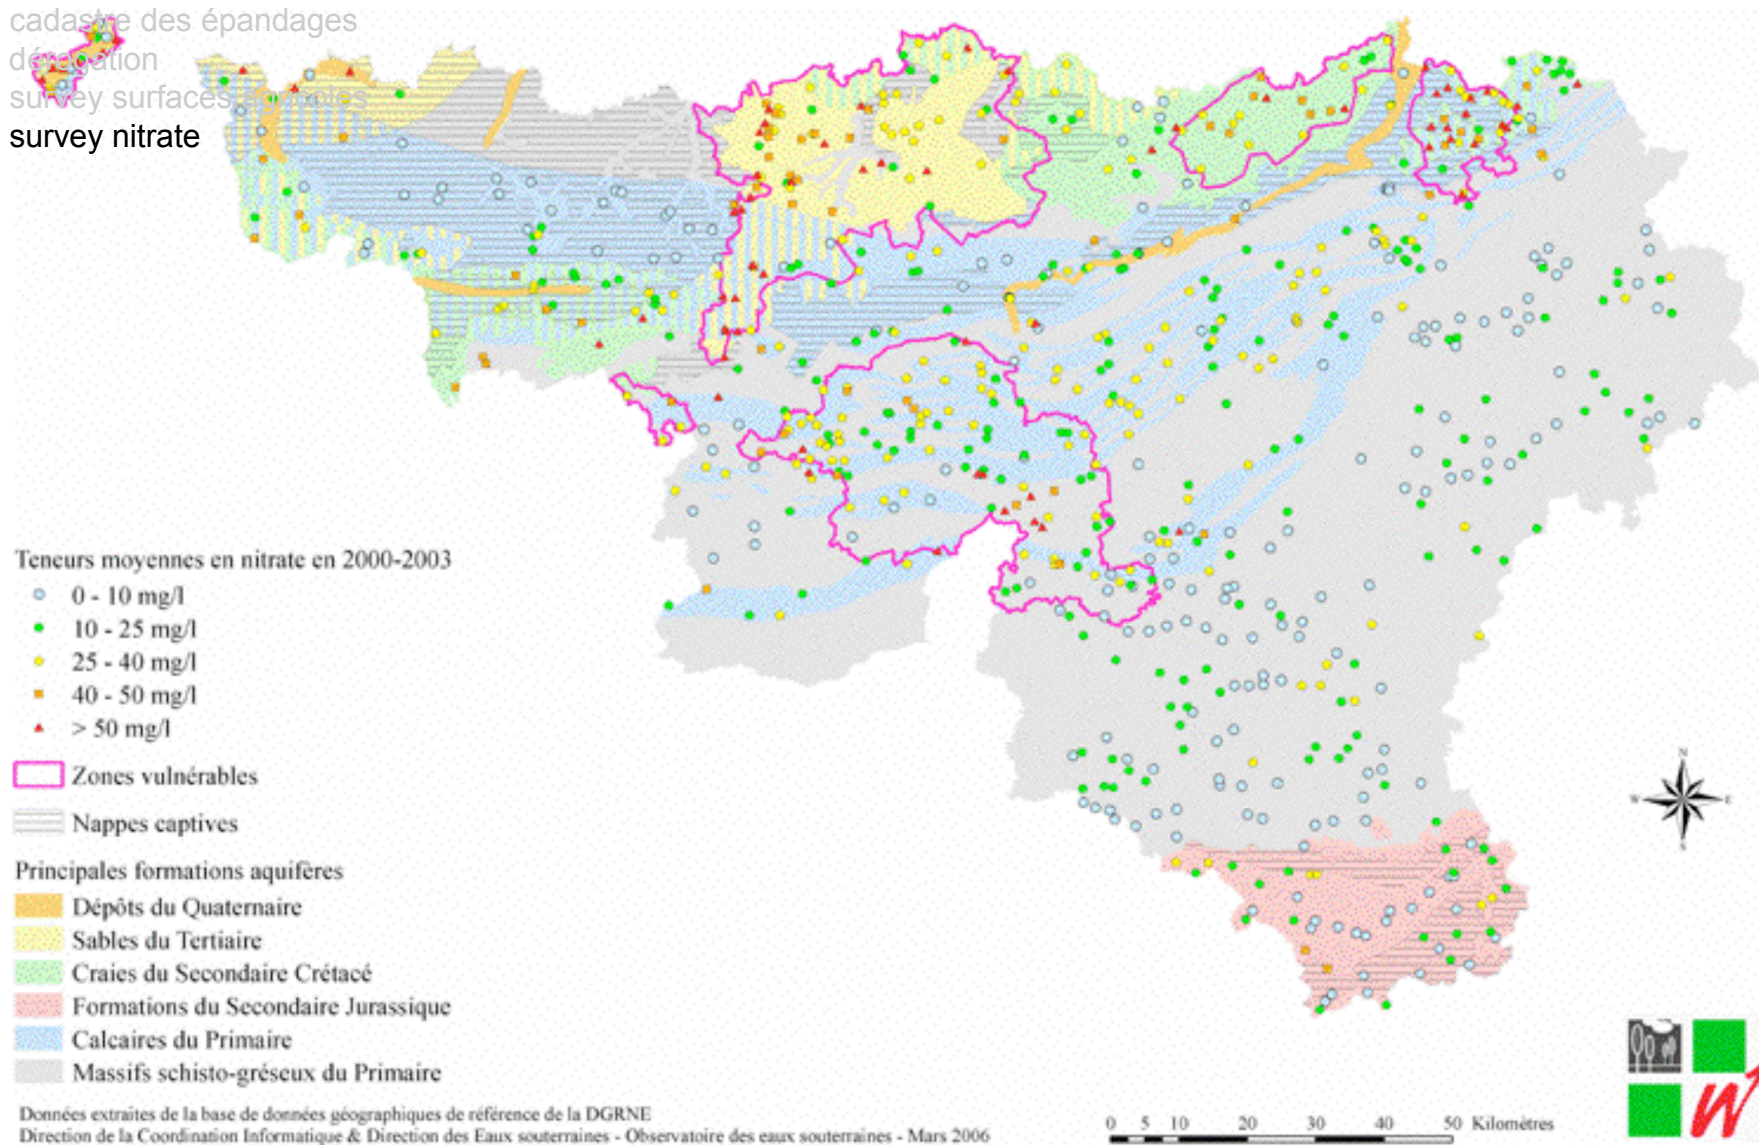 cadastre des épandages
dérogation
survey surfaces agricoles
survey nitrate
Teneurs moyennes en nitrate en 2000-2003
0 - 10 mg/l
10 - 25 mg/l
25 - 40 mg/l
40 - 50 mg/l
> 50 mg/l
Zones vulnérables
Nappes captives
Principales formations aquifères
Dépôts du Quaternaire
Sables du Tertiaire
Craies du Secondaire Crétacé
Formations du Secondaire Jurassique
Calcaires du Primaire
Massifs schisto-gréseux du Primaire
Données extraites de la base de données géographiques de référence de la DGRNE
Direction de la Coordination Informatique & Direction des Eaux souterraines - Observatoire des eaux souterraines - Mars 2006
N
W E
S
0 5 10 20 30 40 50 Kilomètres
W